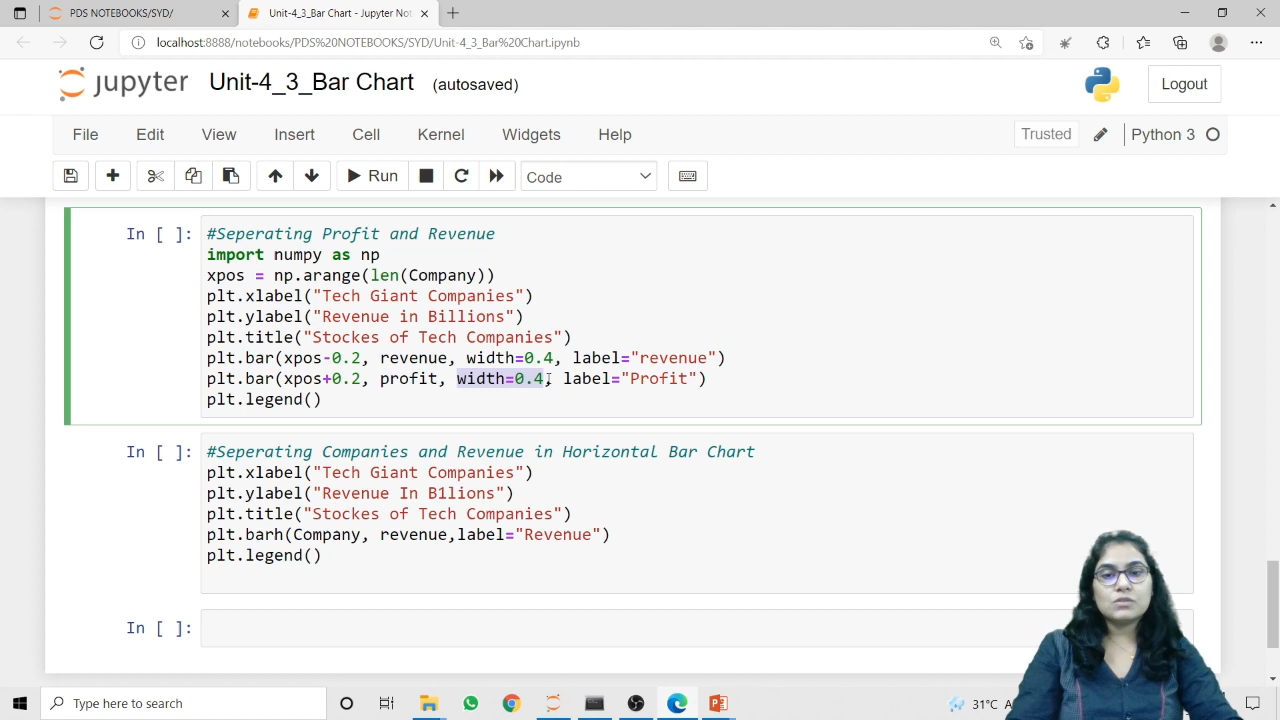 PDS NOTEBOOKS/SYD/
Unit-4_3_Bar Chart - Jupyter Not
localhost:8888/notebooks/PDS%20NOTEBOOKS/SYD/Unit-4_3_Bar%20Chart.ipynb
jupyter Unit-4_3_Bar Chart (autosaved)
Logout
File Edit View Insert Cell Kernel Widgets Help
Trusted Python 3
Run Code
In [ ]: #Seperating Profit and Revenue
import numpy as np
xpos = np.arange(len(Company))
plt.xlabel("Tech Giant Companies")
plt.ylabel("Revenue in Billions")
plt.title("Stockes of Tech Companies")
plt.bar(xpos-0.2, revenue, width=0.4, label="revenue")
plt.bar(xpos+0.2, profit, width=0.4, label="Profit")
plt.legend()
In [ ]: #Seperating Companies and Revenue in Horizontal Bar Chart
plt.xlabel("Tech Giant Companies")
plt.ylabel("Revenue In B1lions")
plt.title("Stockes of Tech Companies")
plt.barh(Company, revenue,label="Revenue")
plt.legend()
In [ ]:
Type here to search
31°C